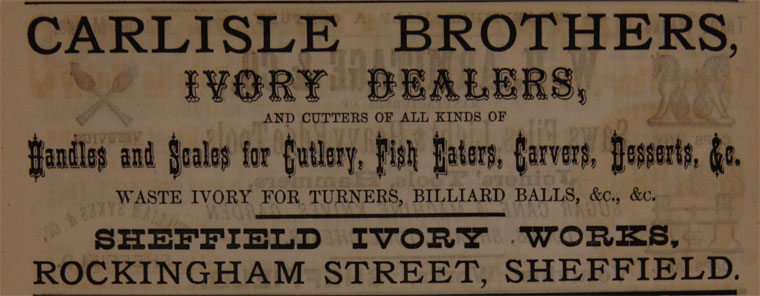 CARLISLE BROTHERS,
IVORY DEALERS,
AND CUTTERS OF ALL KINDS OF
Handles and Scales for Cutlery, Fish Eaters, Carvers, Desserts, &c.
WASTE IVORY FOR TURNERS, BILLIARD BALLS, &c., &c.
SHEFFIELD IVORY WORKS,
ROCKINGHAM STREET, SHEFFIELD.